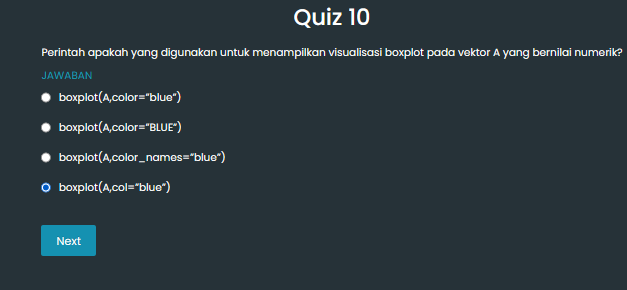 Quiz 10
Perintah apakah yang digunakan untuk menampilkan visualisasi boxplot pada vektor A yang bernilai numerik?
JAWABAN
boxplot(A,color="blue")
boxplot(A,color="BLUE")
boxplot(A,color_names="blue")
boxplot(A,col="blue")
Next